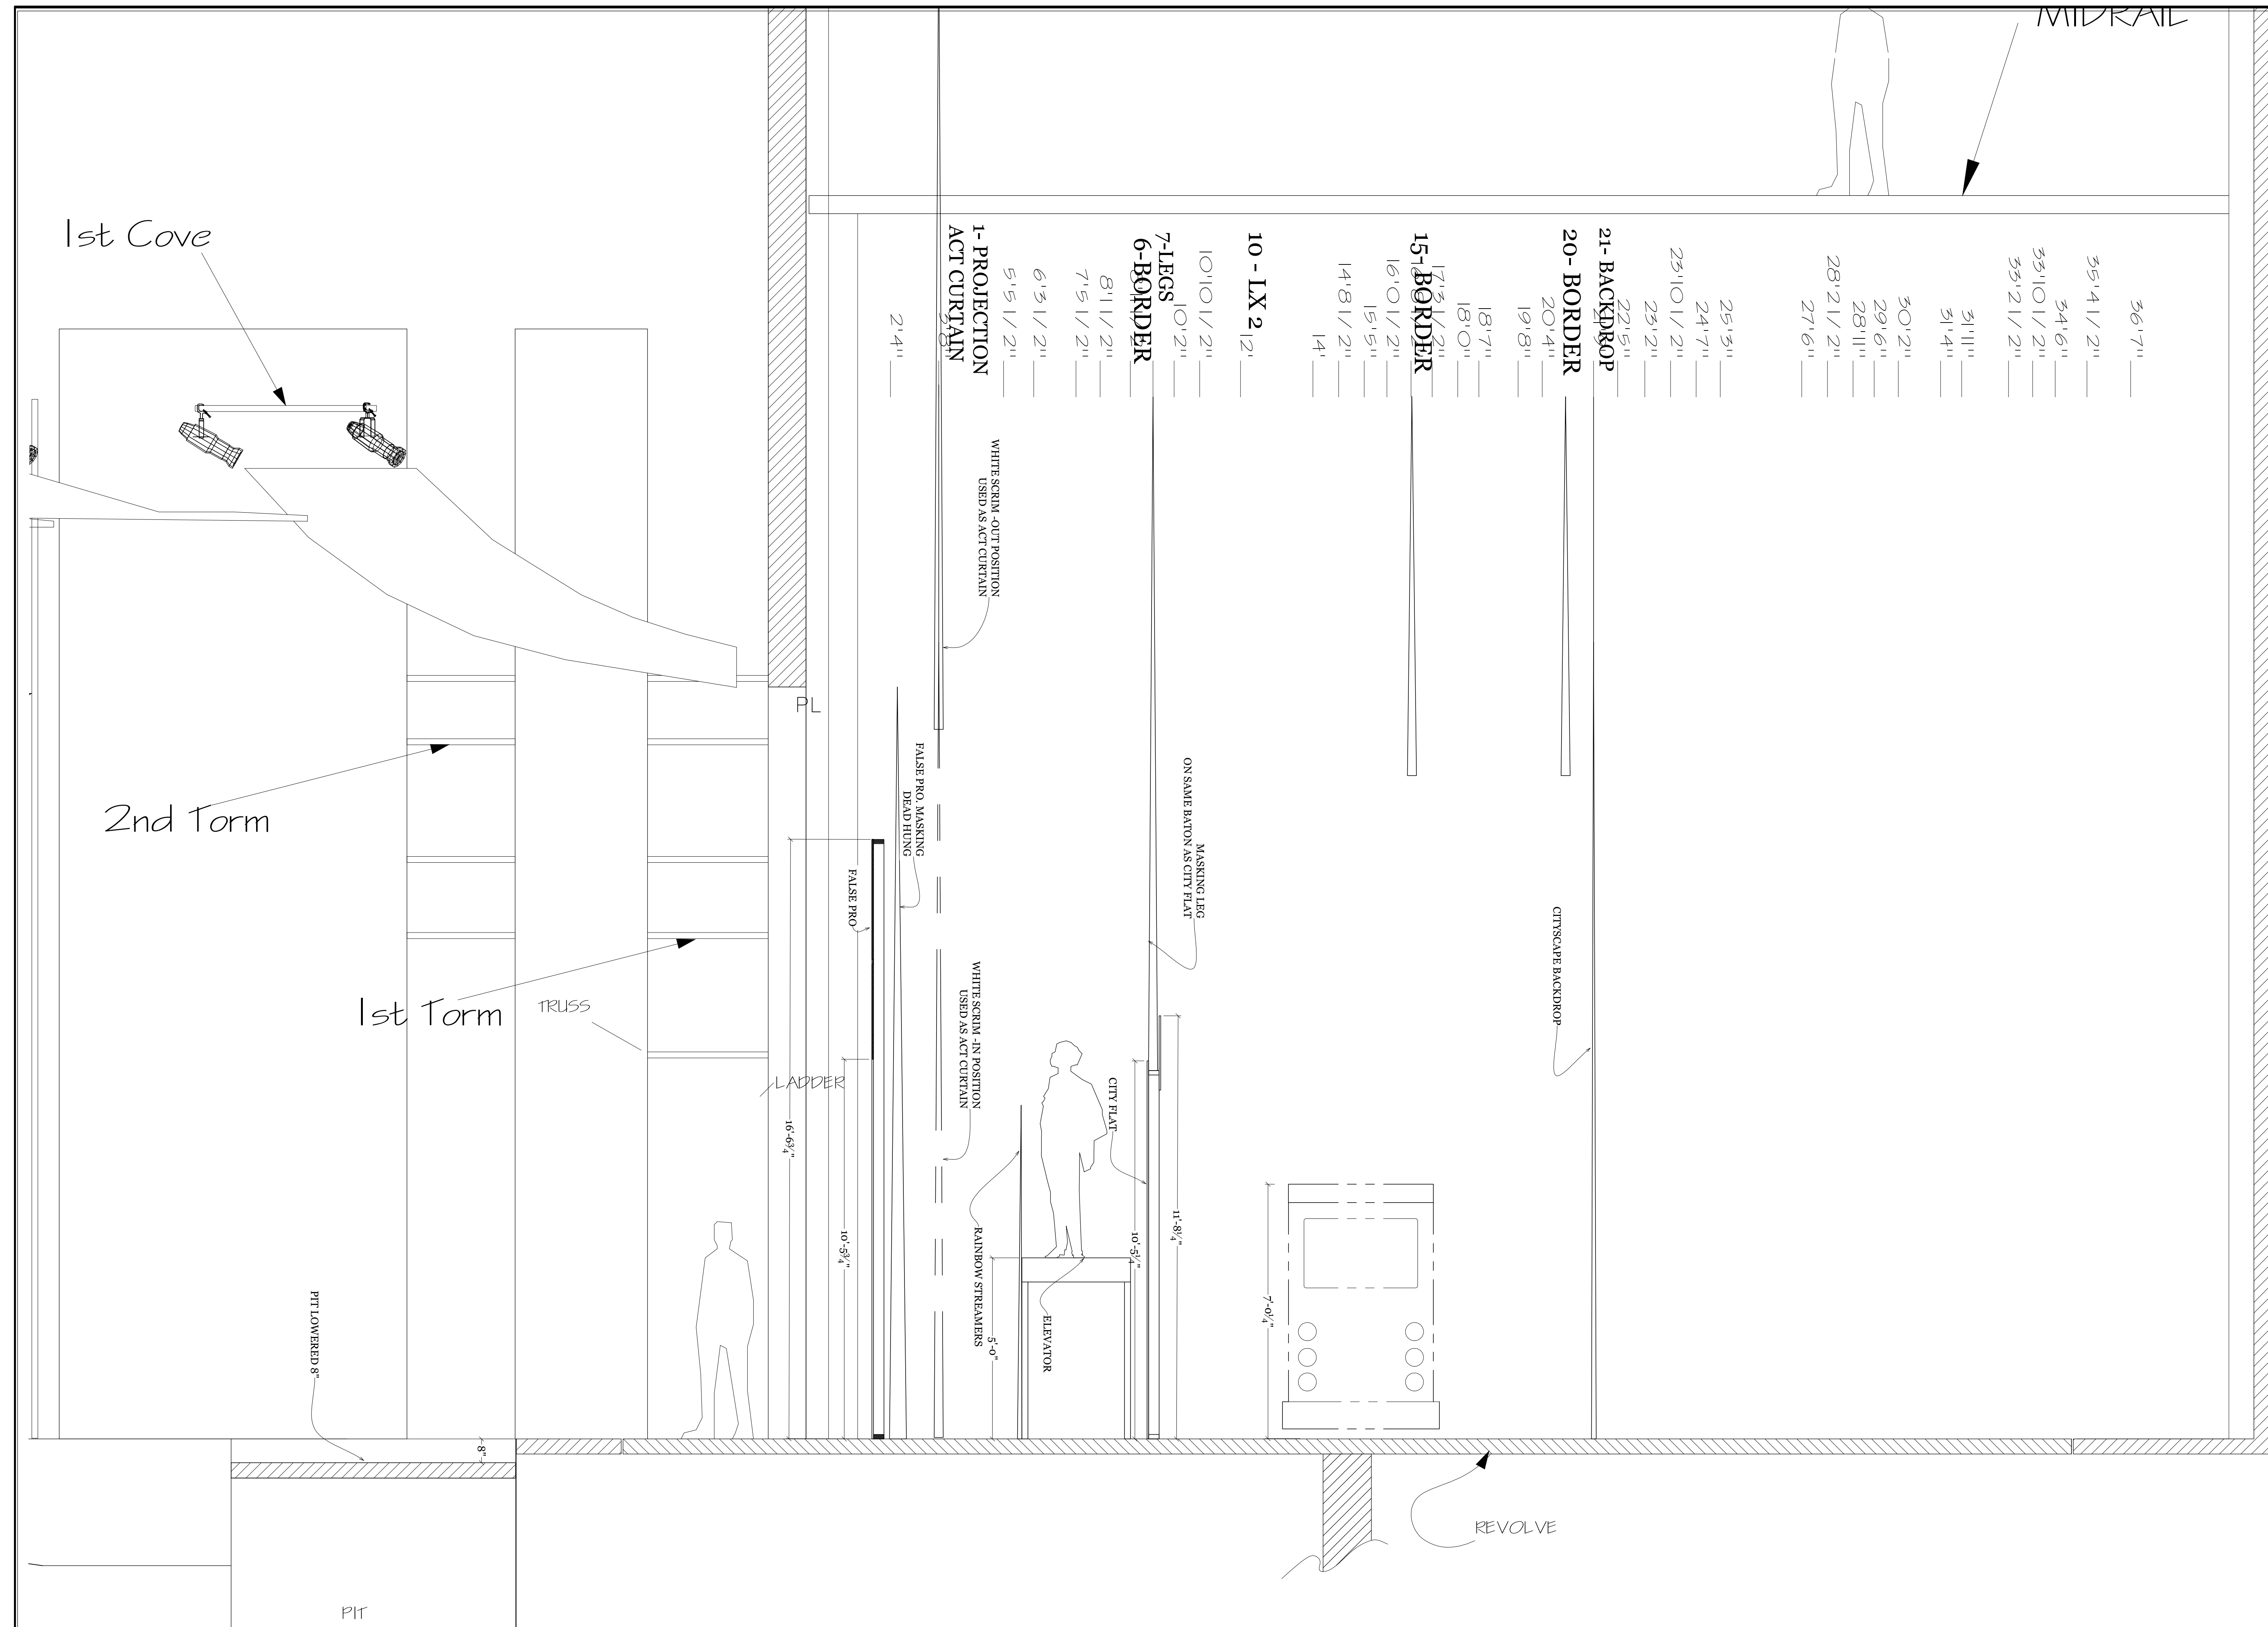 MIDRAIL
1st Cove
1- PROJECTION
ACT CURTAIN
7-LEGS
6-BORDER
10 - LX 2
15- BORDER
20- BORDER
21- BACKDROP
2'4"
5'5 1/2"
6'3 1/2"
7'5 1/2"
8'1 1/2"
10'2"
10'10 1/2"
12'
14'
14'8 1/2"
15'5"
16'0 1/2"
17'3 1/2"
18'0"
18'7"
19'8"
20'4"
22'5"
23'2"
23'10 1/2"
24'7"
25'3"
27'6"
28'2 1/2"
28'11"
29'6"
30'2"
31'4"
31'11"
33'2 1/2"
33'10 1/2"
34'6"
35'4 1/2"
36'7"
WHITE SCRIM -OUT POSITION
USED AS ACT CURTAIN
PL
2nd Torm
FALSE PRO. MASKING
DEAD HUNG
FALSE PRO
MASKING LEG
ON SAME BATON AS CITY FLAT
CITYSCAPE BACKDROP
1st Torm
TRUSS
WHITE SCRIM -IN POSITION
USED AS ACT CURTAIN
LADDER
CITY FLAT
16'-6¾"
10'-5¾"
RAINBOW STREAMERS
5'-0"
ELEVATOR
10'-5¼"
11'-8¼"
7'-0¼"
PIT LOWERED 8"
8"
REVOLVE
PIT